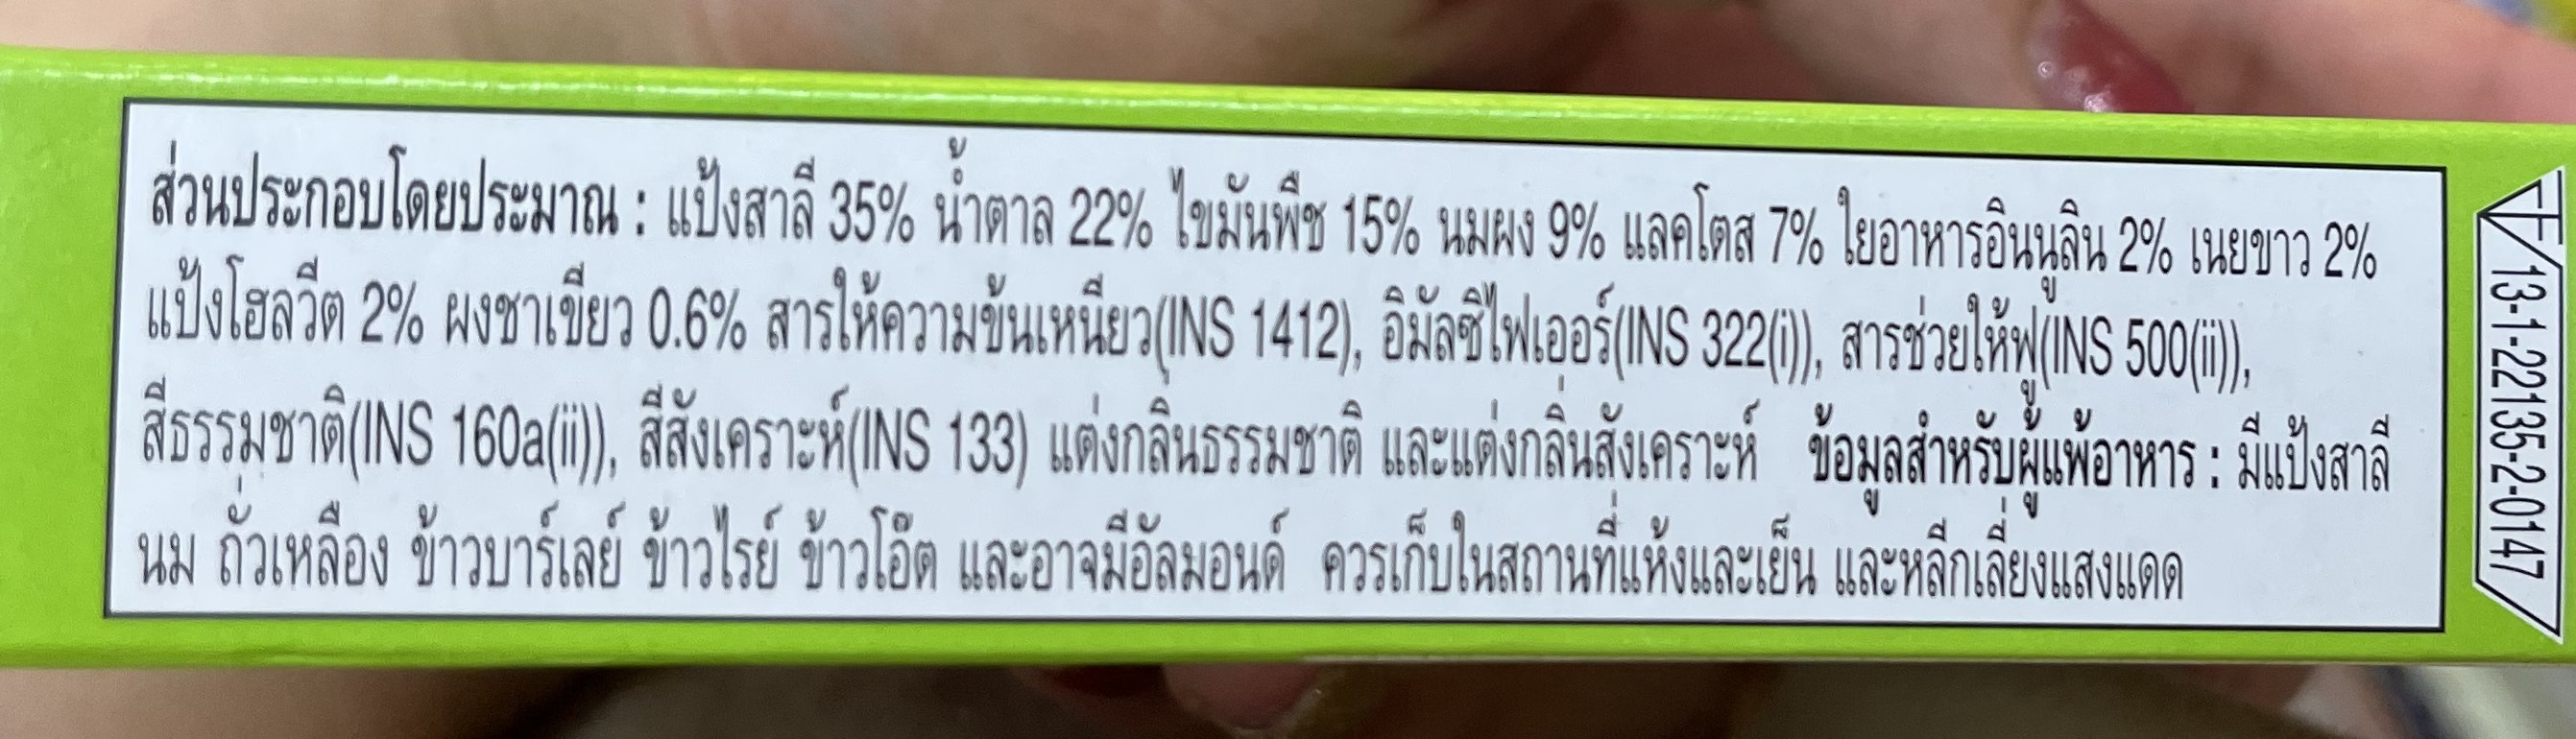 ส่วนประกอบโดยประมาณ : แป้งสาลี 35% น้ำตาล 22% ไขมันพืช 15% นมผง 9% แลคโตส 7% ใยอาหารอินนูลิน 2% เนยขาว 2%
แป้งโฮลวีต 2% ผงชาเขียว 0.6% สารให้ความข้นเหนียว(INS 1412), อิมัลซิไฟเออร์(INS 322(i)), สารช่วยให้ฟู(INS 500(ii)),
สีธรรมชาติ(INS 160a(ii)), สีสังเคราะห์(INS 133) แต่งกลิ่นธรรมชาติ และแต่งกลิ่นสังเคราะห์ ข้อมูลสำหรับผู้แพ้อาหาร : มีแป้งสาลี
นม ถั่วเหลือง ข้าวบาร์เลย์ ข้าวไรย์ ข้าวโอ๊ต และอาจมีอัลมอนด์ ควรเก็บในสถานที่แห้งและเย็น และหลีกเลี่ยงแสงแดด
13-1-22135-2-0147